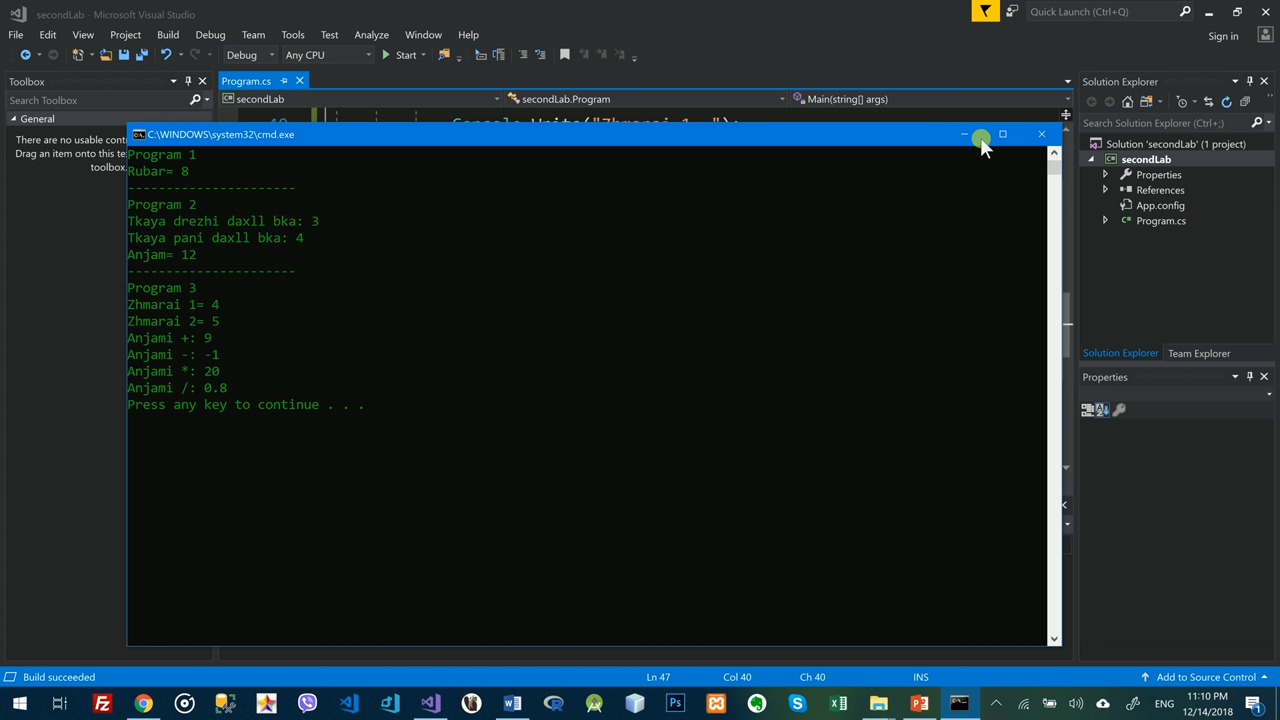 secondLab - Microsoft Visual Studio
Quick Launch (Ctrl+Q)
File Edit View Project Build Debug Team Tools Test Analyze Window Help
Sign in
Debug Any CPU Start
Toolbox
Program.cs
Solution Explorer
Search Toolbox
secondLab
secondLab.Program
Main(string[] args)
General
Search Solution Explorer (Ctrl+;)
There are no usable cont
Drag an item onto this te
toolbox.
C:\WINDOWS\system32\cmd.exe
Program 1
Rubar= 8
----------------------
Program 2
Tkaya drezhi daxll bka: 3
Tkaya pani daxll bka: 4
Anjam= 12
----------------------
Program 3
Zhmarai 1= 4
Zhmarai 2= 5
Anjami +: 9
Anjami -: -1
Anjami *: 20
Anjami /: 0.8
Press any key to continue . . .
Solution 'secondLab' (1 project)
secondLab
Properties
References
App.config
Program.cs
Solution Explorer Team Explorer
Properties
Build succeeded
Ln 47 Col 40 Ch 40 INS
Add to Source Control
11:10 PM
12/14/2018